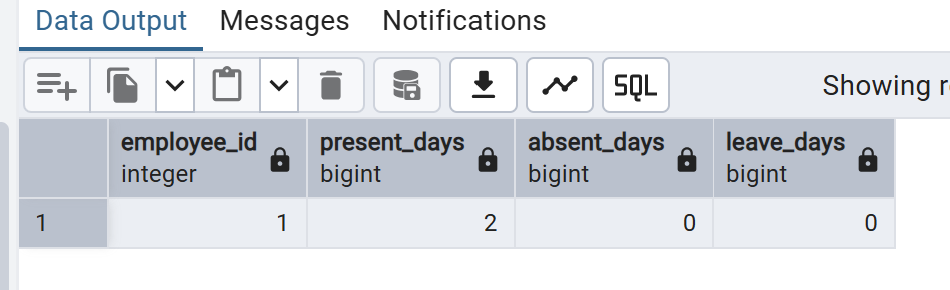 Data Output Messages Notifications
SQL Showing r
employee_id present_days absent_days leave_days
integer bigint bigint bigint
1 1 2 0 0